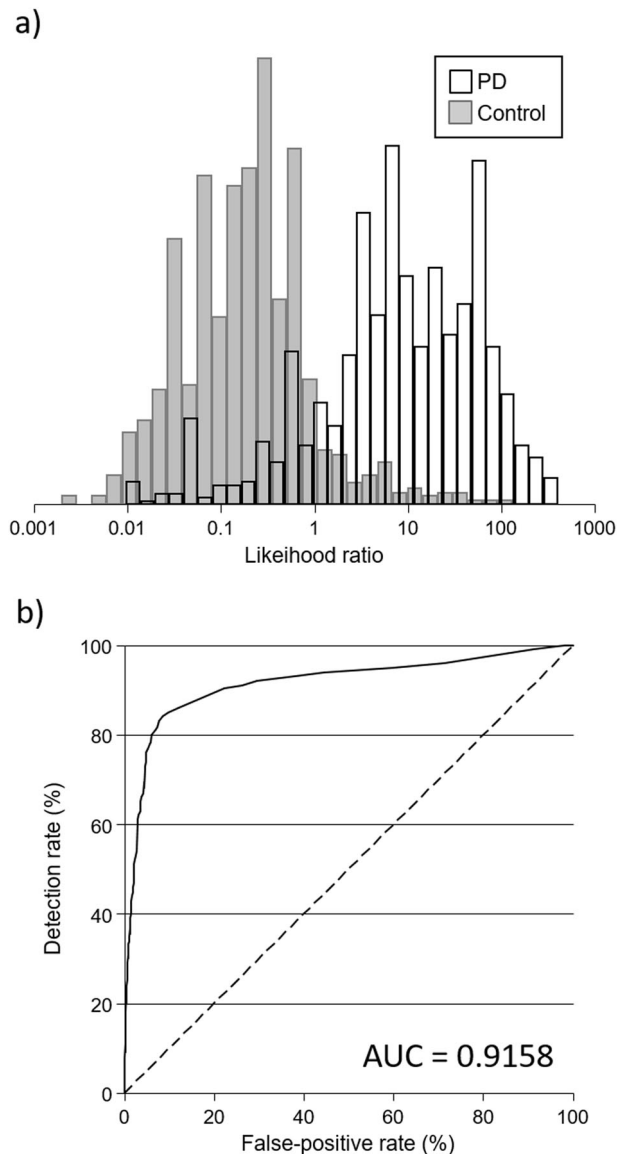 a)
PD
Control
0.001 0.01 0.1 1 10 100 1000
Likeihood ratio
b)
100
80
60
40
20
0
Detection rate (%)
AUC = 0.9158
0 20 40 60 80 100
False-positive rate (%)